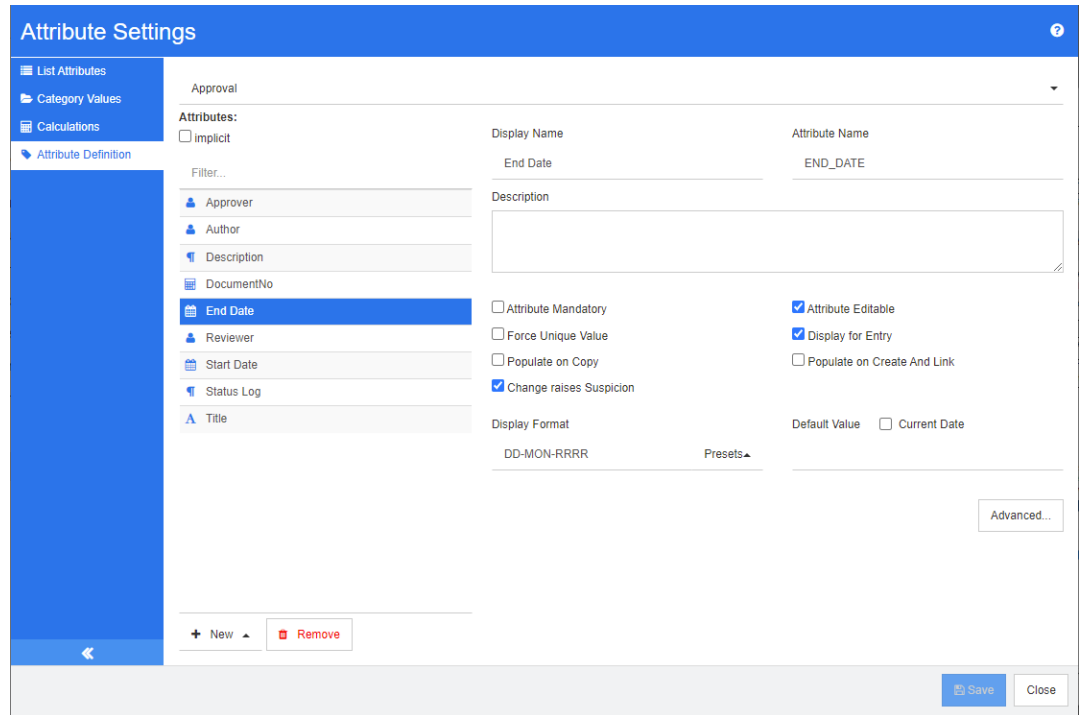 Attribute Settings
List Attributes
Category Values
Calculations
Attribute Definition
Approval
Attributes:
implicit
Filter...
Approver
Author
Description
DocumentNo
End Date
Reviewer
Start Date
Status Log
Title
New
Remove
Display Name
Attribute Name
End Date
END_DATE
Description
Attribute Mandatory
Attribute Editable
Force Unique Value
Display for Entry
Populate on Copy
Populate on Create And Link
Change raises Suspicion
Display Format
Default Value
Current Date
DD-MON-RRRR
Presets
Advanced...
Save
Close